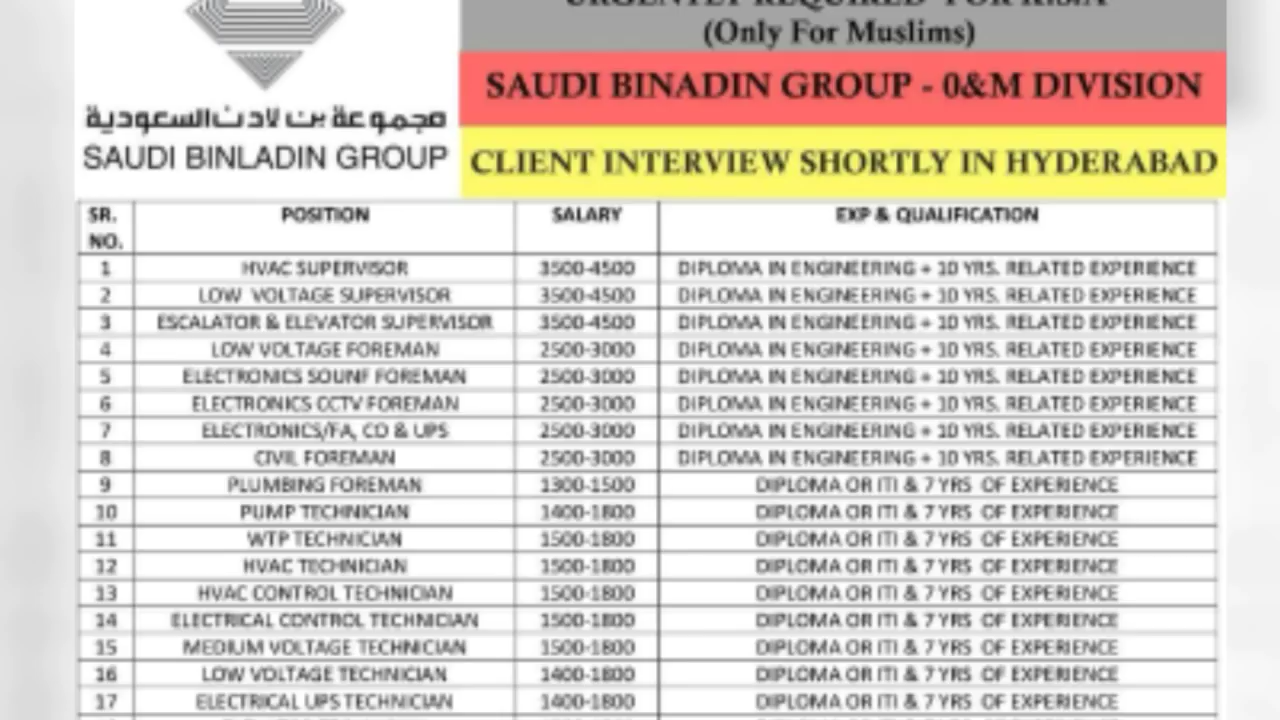 URGENTLY REQUIRED FOR K.S.A
(Only For Muslims)
SAUDI BINADIN GROUP - 0&M DIVISION
مجموعة بن لادن السعودية
SAUDI BINLADIN GROUP
CLIENT INTERVIEW SHORTLY IN HYDERABAD
SR. NO. POSITION SALARY EXP & QUALIFICATION
1 HVAC SUPERVISOR 3500-4500 DIPLOMA IN ENGINEERING + 10 YRS. RELATED EXPERIENCE
2 LOW VOLTAGE SUPERVISOR 3500-4500 DIPLOMA IN ENGINEERING + 10 YRS. RELATED EXPERIENCE
3 ESCALATOR & ELEVATOR SUPERVISOR 3500-4500 DIPLOMA IN ENGINEERING + 10 YRS. RELATED EXPERIENCE
4 LOW VOLTAGE FOREMAN 2500-3000 DIPLOMA IN ENGINEERING + 10 YRS. RELATED EXPERIENCE
5 ELECTRONICS SOUNF FOREMAN 2500-3000 DIPLOMA IN ENGINEERING + 10 YRS. RELATED EXPERIENCE
6 ELECTRONICS CCTV FOREMAN 2500-3000 DIPLOMA IN ENGINEERING + 10 YRS. RELATED EXPERIENCE
7 ELECTRONICS/FA, CO & UPS 2500-3000 DIPLOMA IN ENGINEERING + 10 YRS. RELATED EXPERIENCE
8 CIVIL FOREMAN 2500-3000 DIPLOMA IN ENGINEERING + 10 YRS. RELATED EXPERIENCE
9 PLUMBING FOREMAN 1300-1500 DIPLOMA OR ITI & 7 YRS OF EXPERIENCE
10 PUMP TECHNICIAN 1400-1800 DIPLOMA OR ITI & 7 YRS OF EXPERIENCE
11 WTP TECHNICIAN 1500-1800 DIPLOMA OR ITI & 7 YRS OF EXPERIENCE
12 HVAC TECHNICIAN 1500-1800 DIPLOMA OR ITI & 7 YRS OF EXPERIENCE
13 HVAC CONTROL TECHNICIAN 1500-1800 DIPLOMA OR ITI & 7 YRS OF EXPERIENCE
14 ELECTRICAL CONTROL TECHNICIAN 1500-1800 DIPLOMA OR ITI & 7 YRS OF EXPERIENCE
15 MEDIUM VOLTAGE TECHNICIAN 1500-1800 DIPLOMA OR ITI & 7 YRS OF EXPERIENCE
16 LOW VOLTAGE TECHNICIAN 1400-1800 DIPLOMA OR ITI & 7 YRS OF EXPERIENCE
17 ELECTRICAL UPS TECHNICIAN 1400-1800 DIPLOMA OR ITI & 7 YRS OF EXPERIENCE